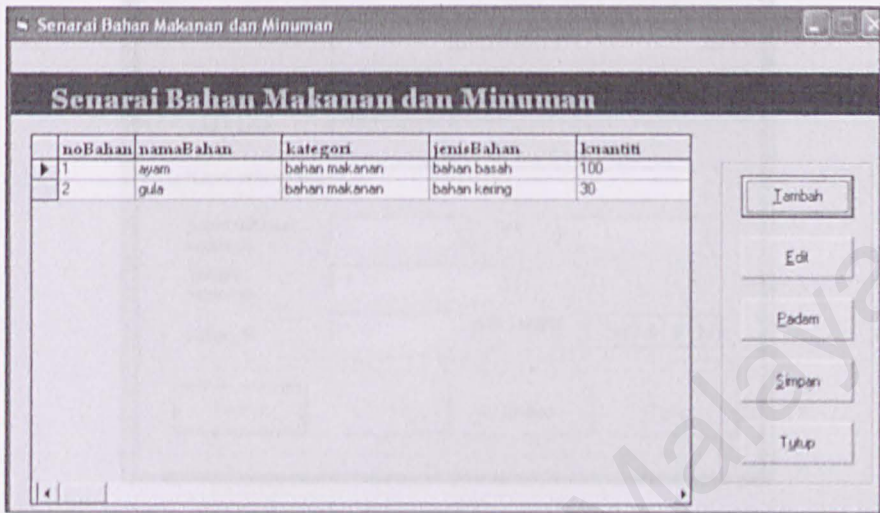 Senarai Bahan Makanan dan Minuman
Senarai Bahan Makanan dan Minuman
noBahan namaBahan kategori jenisBahan kuantiti
1 ayam bahan makanan bahan basah 100
2 gula bahan makanan bahan kering 30
Tambah
Edit
Padam
Simpan
Tutup
Malaya